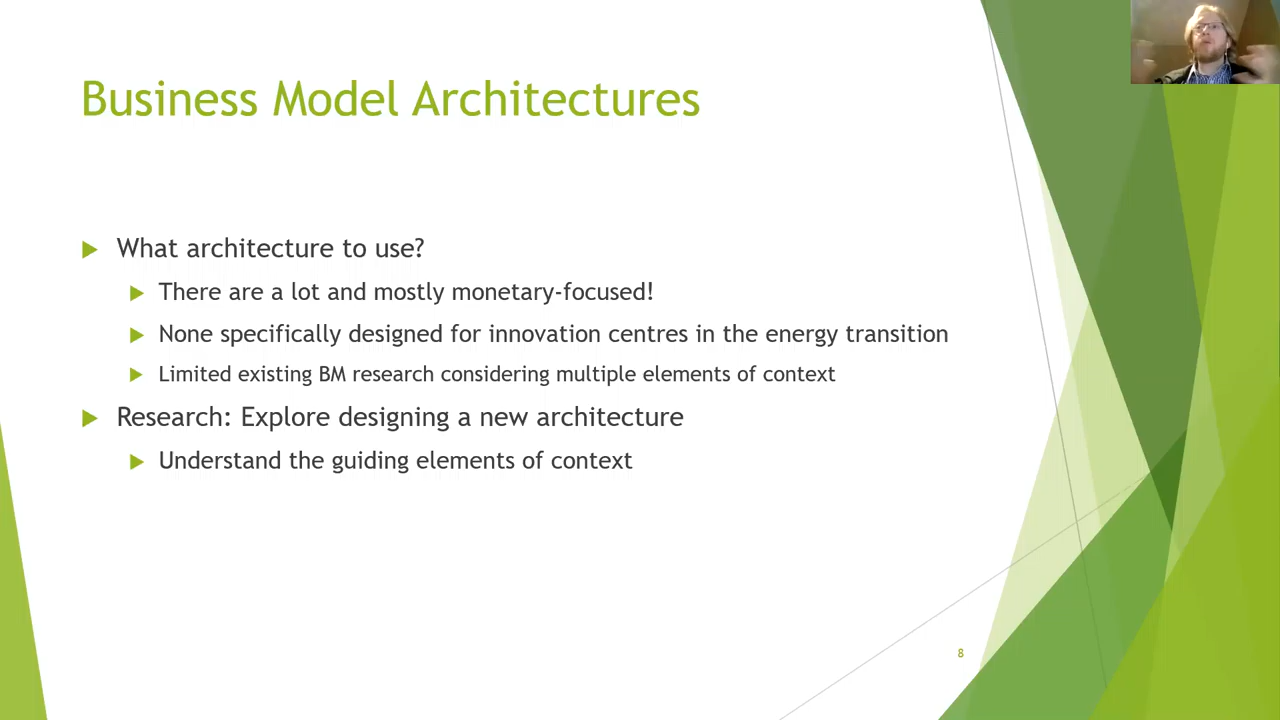 Business Model Architectures
What architecture to use?
There are a lot and mostly monetary-focused!
None specifically designed for innovation centres in the energy transition
Limited existing BM research considering multiple elements of context
Research: Explore designing a new architecture
Understand the guiding elements of context
8